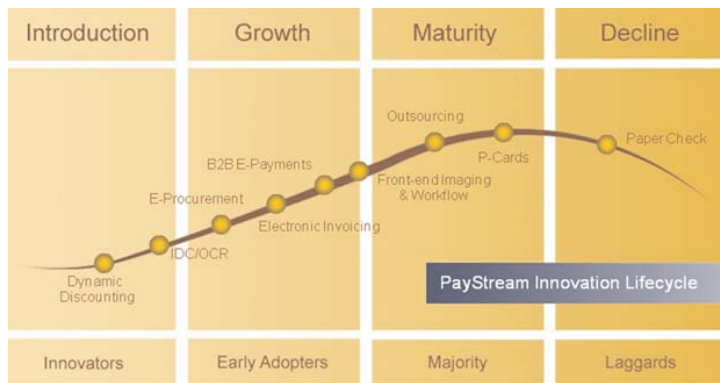 Introduction
Growth
Maturity
Decline
Outsourcing
Paper Check
P-Cards
B2B E-Payments
Front-end Imaging
& Workflow
E-Procurement
Electronic Invoicing
IDC/OCR
Dynamic
Discounting
PayStream Innovation Lifecycle
Innovators
Early Adopters
Majority
Laggards